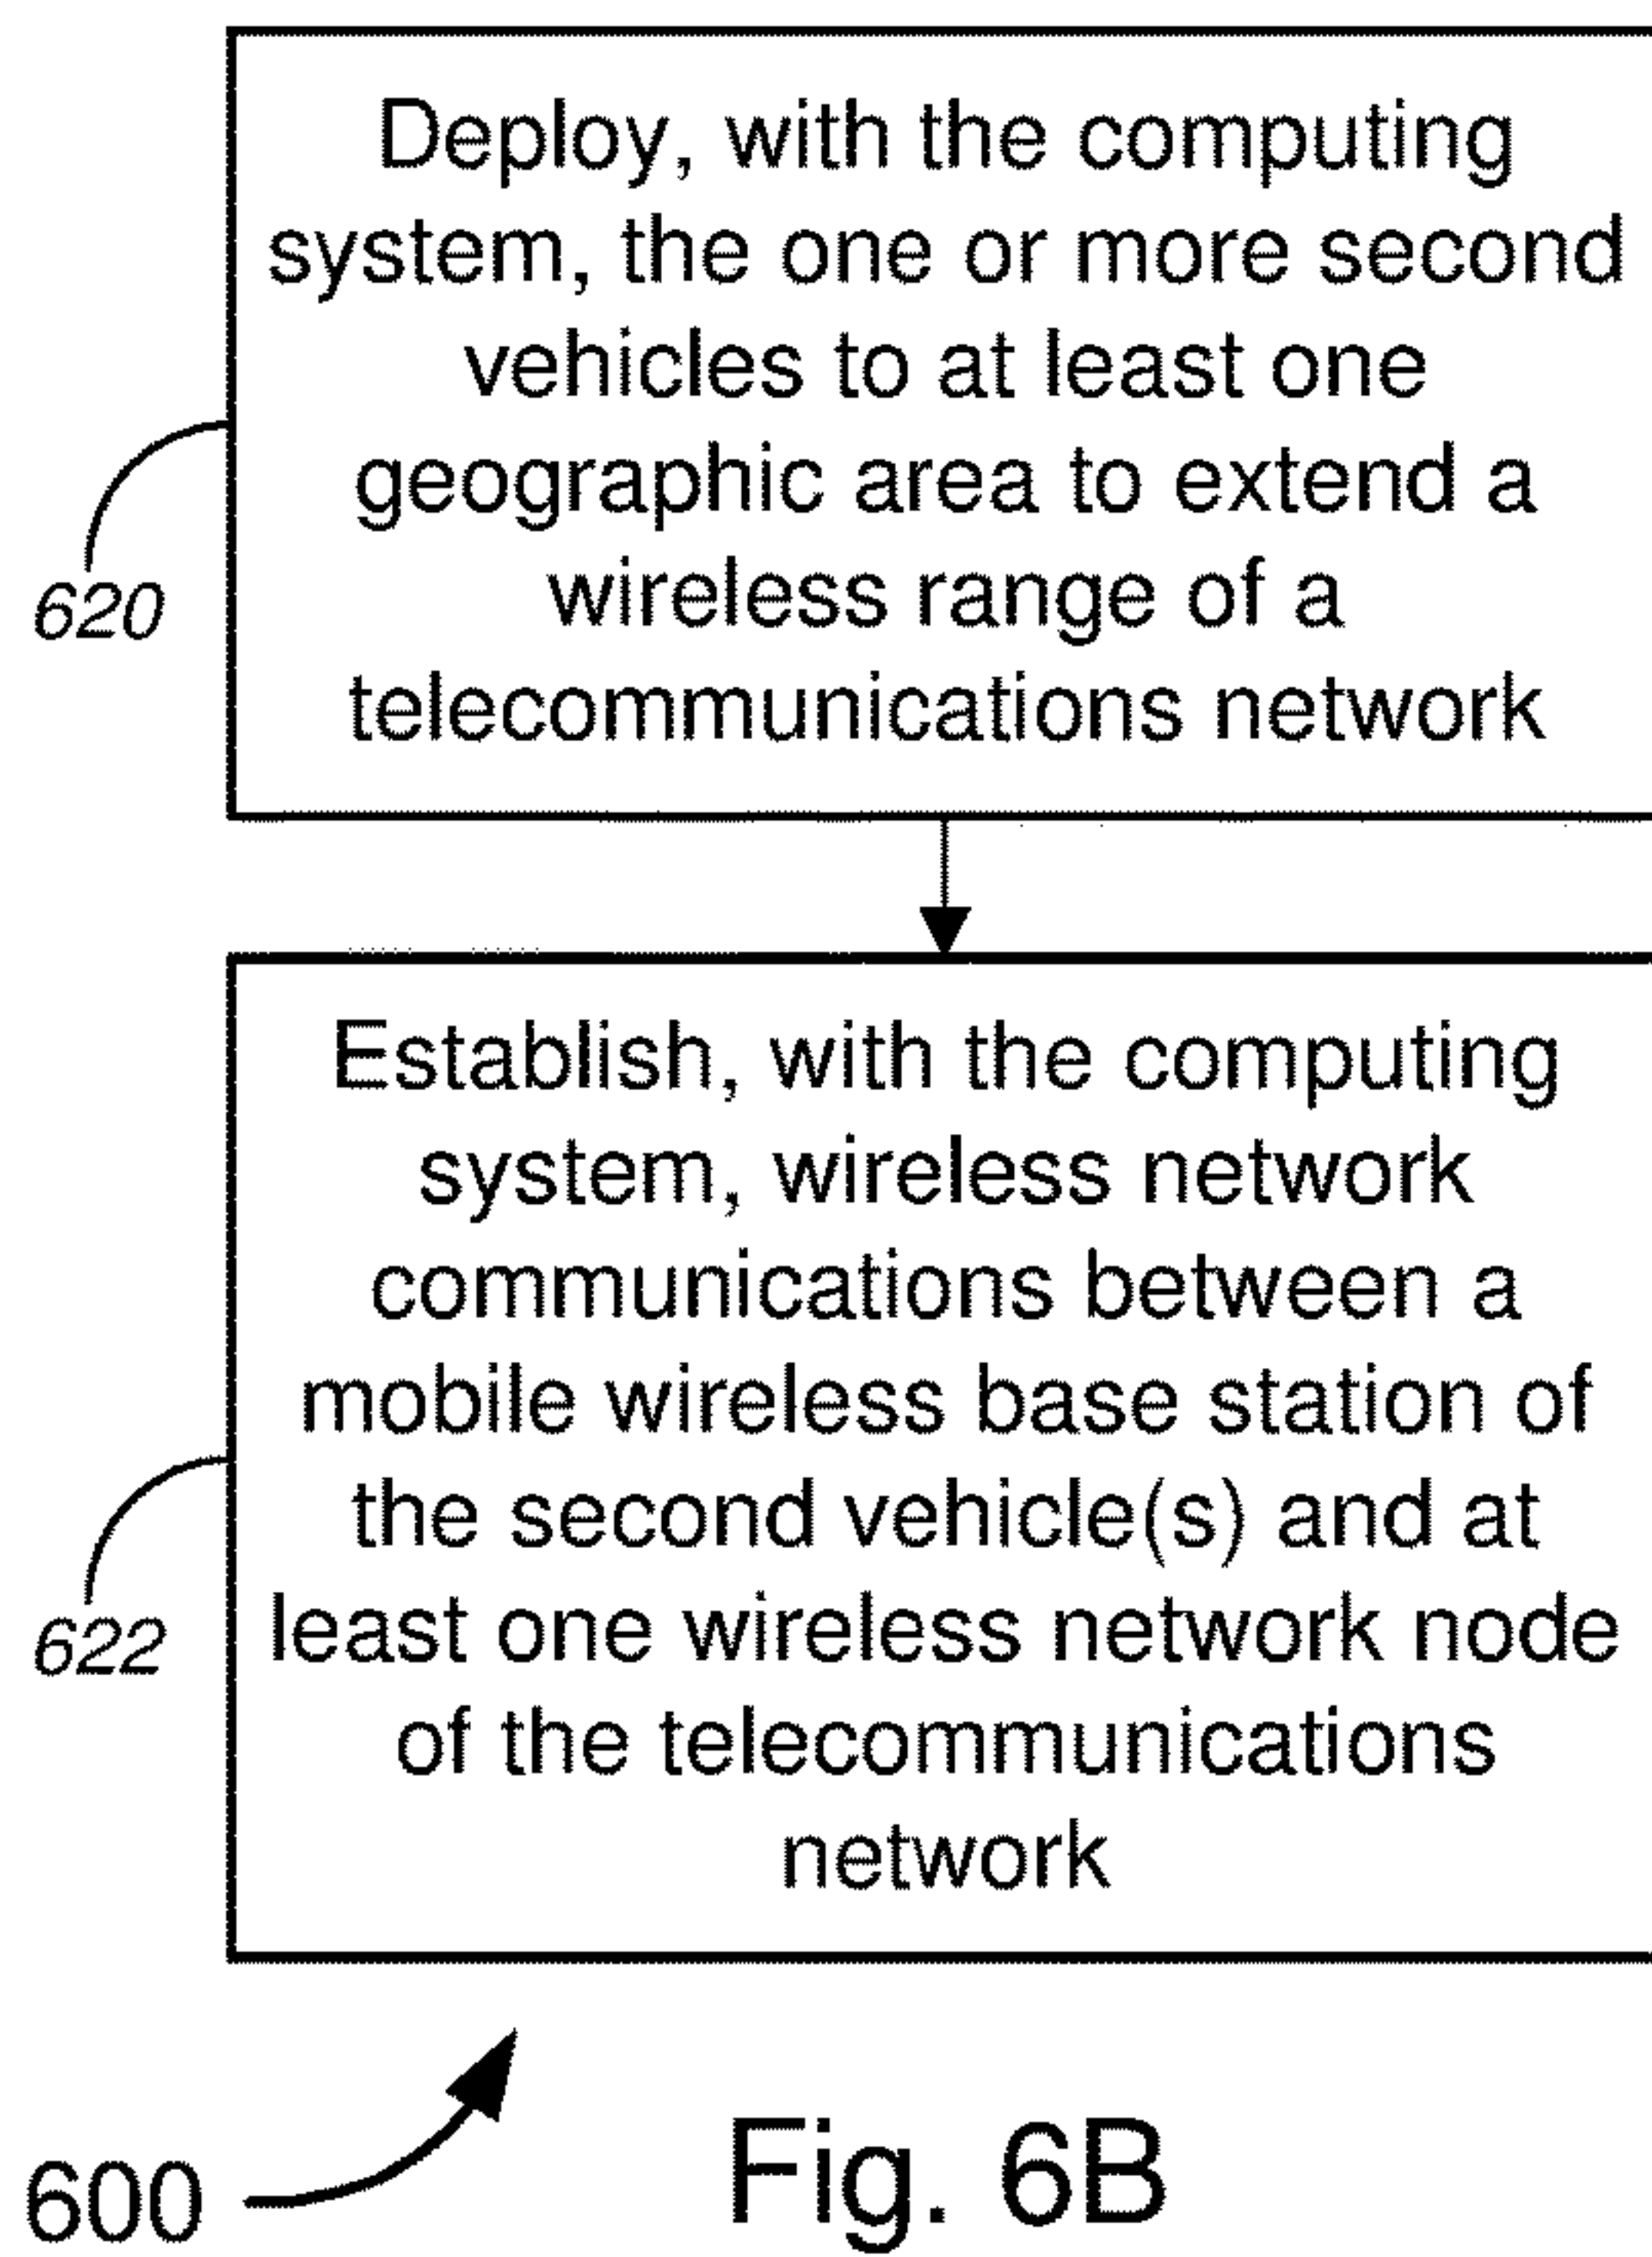 Deploy, with the computing
system, the one or more second
vehicles to at least one
geographic area to extend a
wireless range of a
telecommunications network
620
Establish, with the computing
system, wireless network
communications between a
mobile wireless base station of
the second vehicle(s) and at
least one wireless network node
of the telecommunications
network
622
600
Fig. 6B